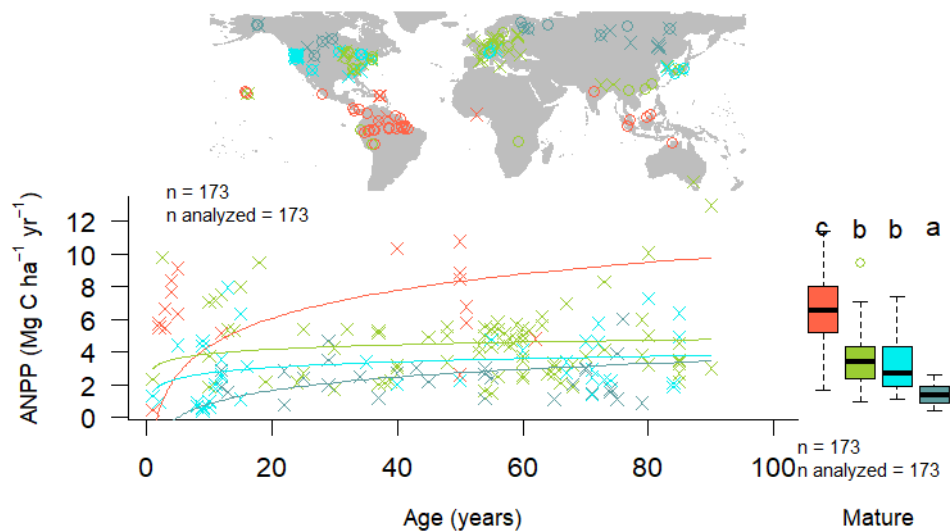 n = 173
n analyzed = 173
ANPP (Mg C ha⁻¹ yr⁻¹)
12
10
8
6
4
2
0
c b b a
0 20 40 60 80 100
n = 173
n analyzed = 173
Age (years)
Mature